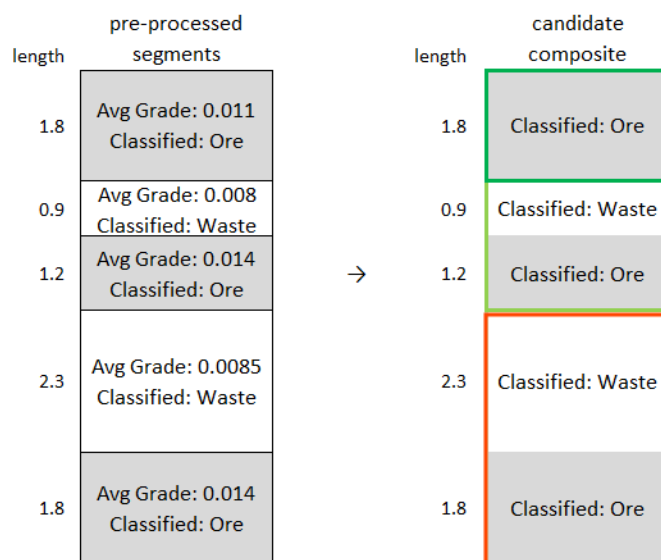 pre-processed
segments
length
1.8
Avg Grade: 0.011
Classified: Ore
0.9
Avg Grade: 0.008
Classified: Waste
1.2
Avg Grade: 0.014
Classified: Ore
2.3
Avg Grade: 0.0085
Classified: Waste
1.8
Avg Grade: 0.014
Classified: Ore
→
candidate
composite
length
1.8
Classified: Ore
0.9
Classified: Waste
1.2
Classified: Ore
2.3
Classified: Waste
1.8
Classified: Ore